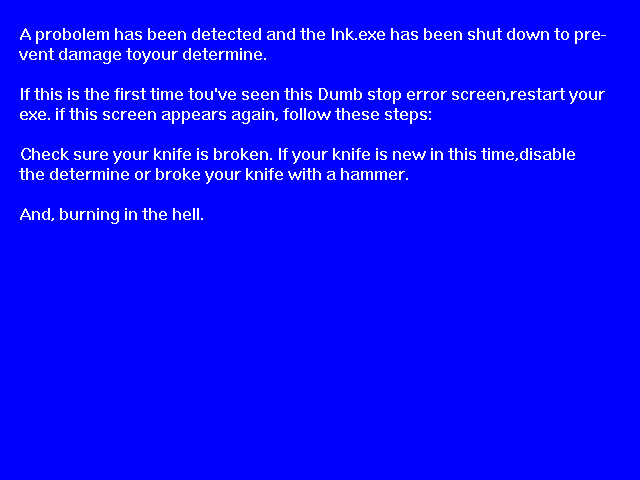 A probolem has been detected and the Ink.exe has been shut down to pre-
vent damage toyour determine.
If this is the first time tou've seen this Dumb stop error screen,restart your
exe. if this screen appears again, follow these steps:
Check sure your knife is broken. If your knife is new in this time,disable
the determine or broke your knife with a hammer.
And, burning in the hell.